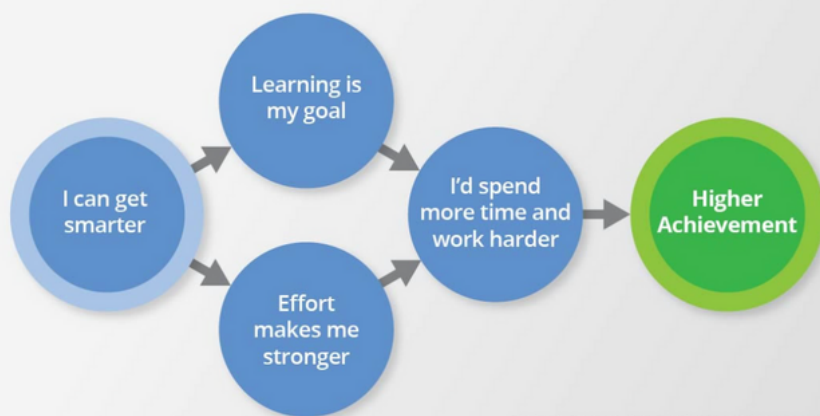 I can get
smarter
Learning is
my goal
Effort
makes me
stronger
I'd spend
more time and
work harder
Higher
Achievement